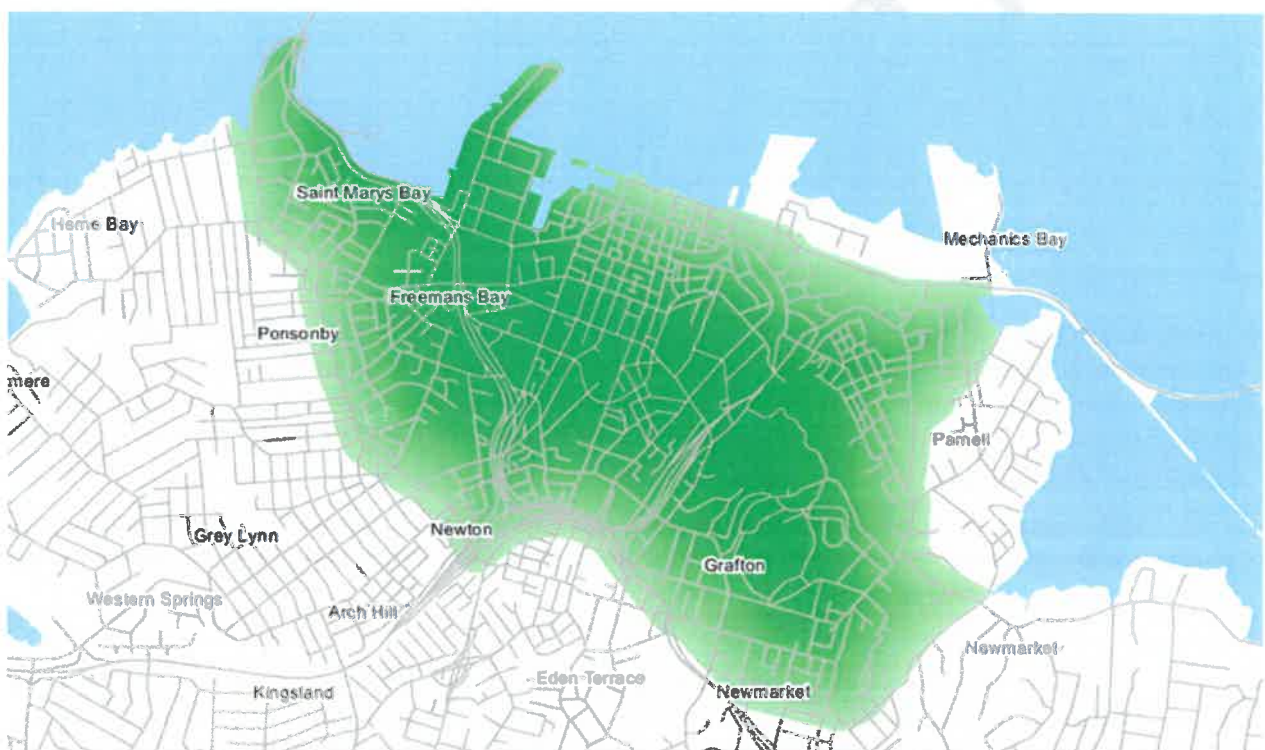 Saint Marys Bay
Herne Bay
Mechanics Bay
Freemans Bay
Ponsonby
mere
Parnell
Newton
Grey Lynn
Grafton
Western Springs
Arch Hill
Newmarket
Eden Terrace
Kingsland
Newmarket